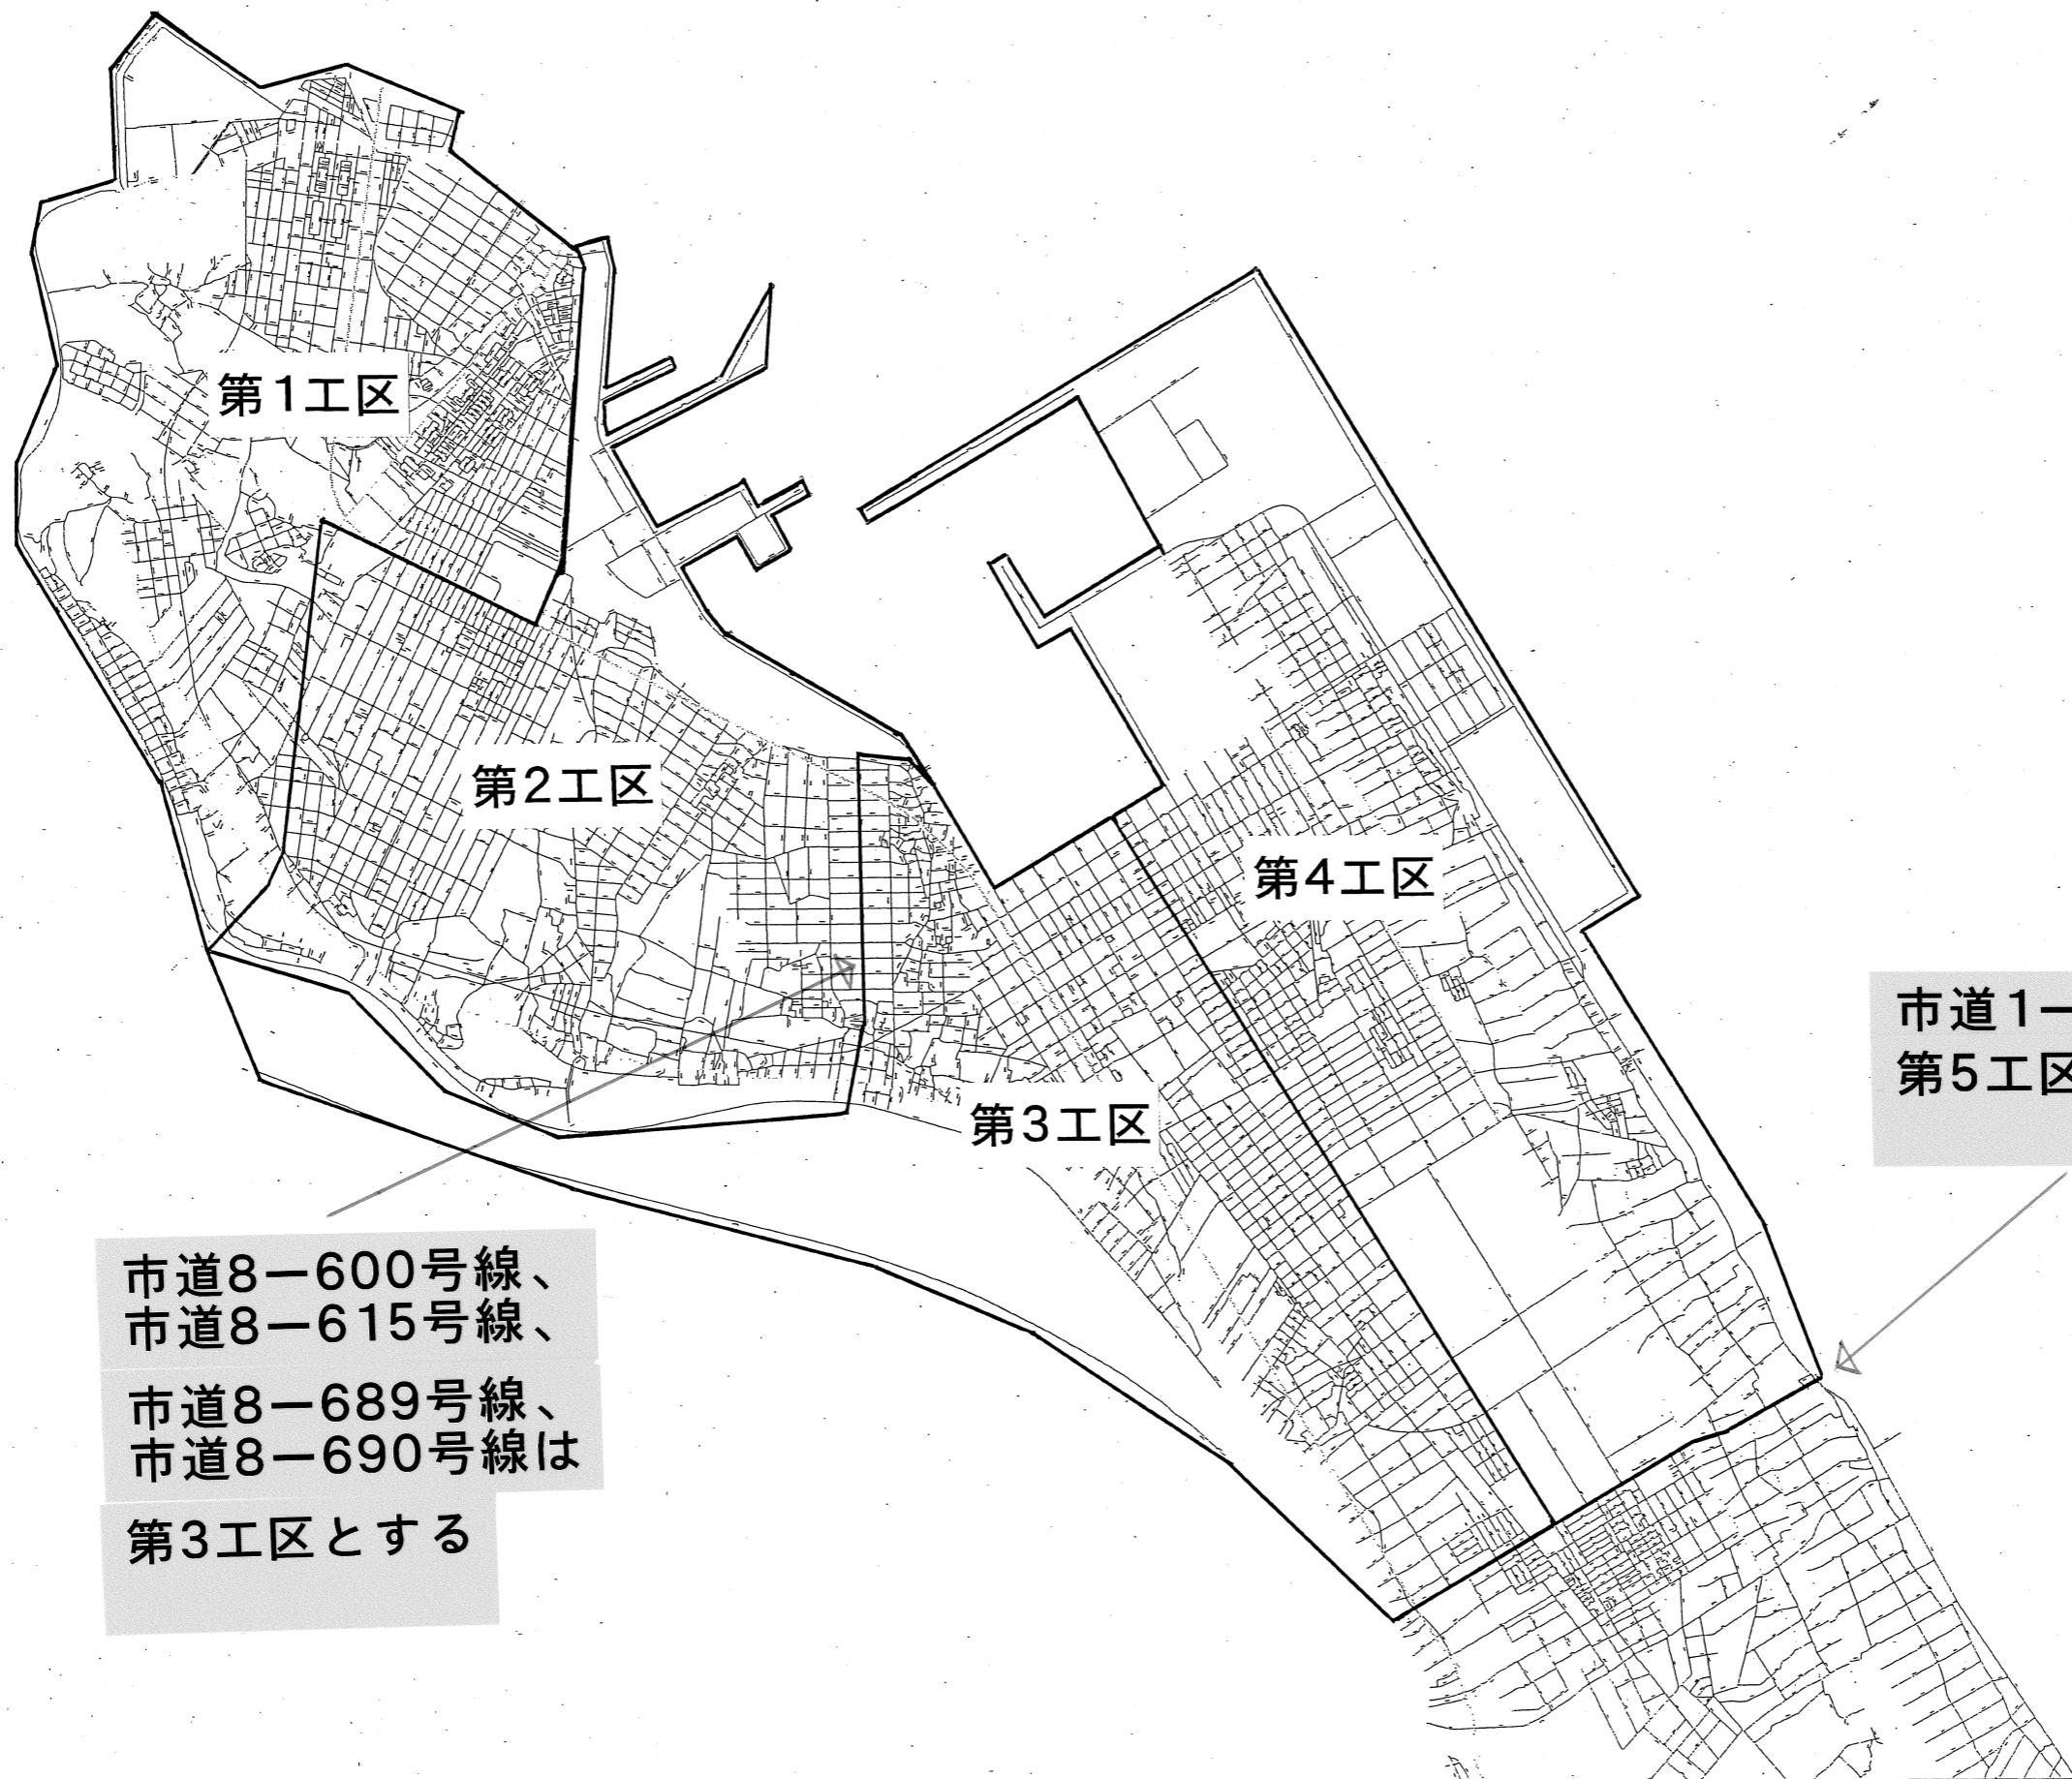 第1工区
第2工区
第4工区
第3工区
市道1ー
第5工区
市道8ー600号線、
市道8ー615号線、
市道8ー689号線、
市道8ー690号線は
第3工区とする